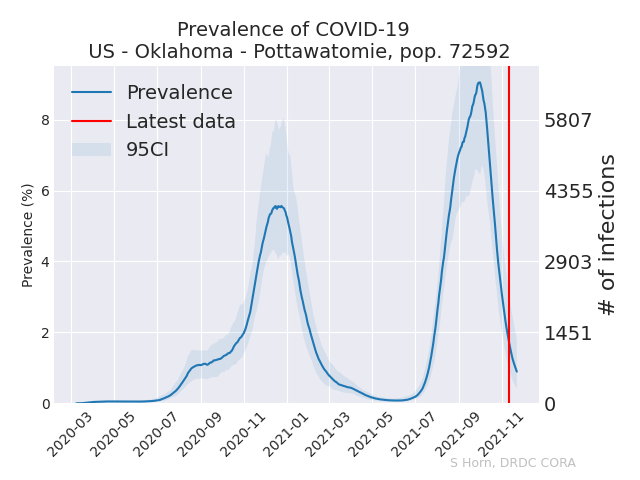 Prevalence of COVID-19
US - Oklahoma - Pottawatomie, pop. 72592
Prevalence
Latest data
95CI
Prevalence (%)
8
6
4
2
0
5807
4355
2903
1451
0
# of infections
2020-03
2020-05
2020-07
2020-09
2020-11
2021-01
2021-03
2021-05
2021-07
2021-09
2021-11
S Horn, DRDC CORA